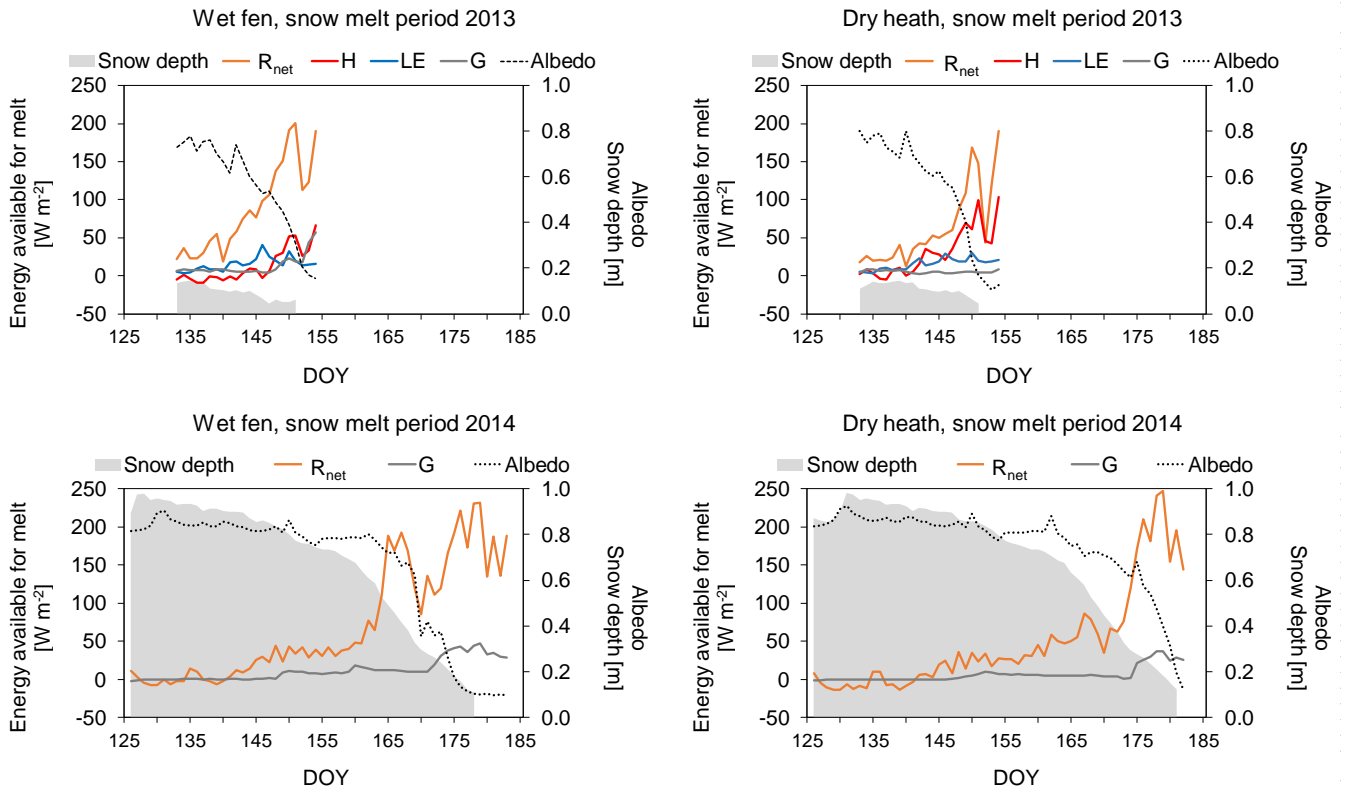 Wet fen, snow melt period 2013
Snow depth Rnet H LE G Albedo
250
200
150
100
50
0
-50
1.0
0.8
0.6
0.4
0.2
0.0
125 135 145 155 165 175 185
DOY
Energy available for melt
[W m-2]
Albedo
Snow depth [m]
Dry heath, snow melt period 2013
Snow depth Rnet H LE G Albedo
250
200
150
100
50
0
-50
1.0
0.8
0.6
0.4
0.2
0.0
125 135 145 155 165 175 185
DOY
Energy available for melt
[W m-2]
Albedo
Snow depth [m]
Wet fen, snow melt period 2014
Snow depth Rnet G Albedo
250
200
150
100
50
0
-50
1.0
0.8
0.6
0.4
0.2
0.0
125 135 145 155 165 175 185
DOY
Energy available for melt
[W m-2]
Albedo
Snow depth [m]
Dry heath, snow melt period 2014
Snow depth Rnet G Albedo
250
200
150
100
50
0
-50
1.0
0.8
0.6
0.4
0.2
0.0
125 135 145 155 165 175 185
DOY
Energy available for melt
[W m-2]
Albedo
Snow depth [m]